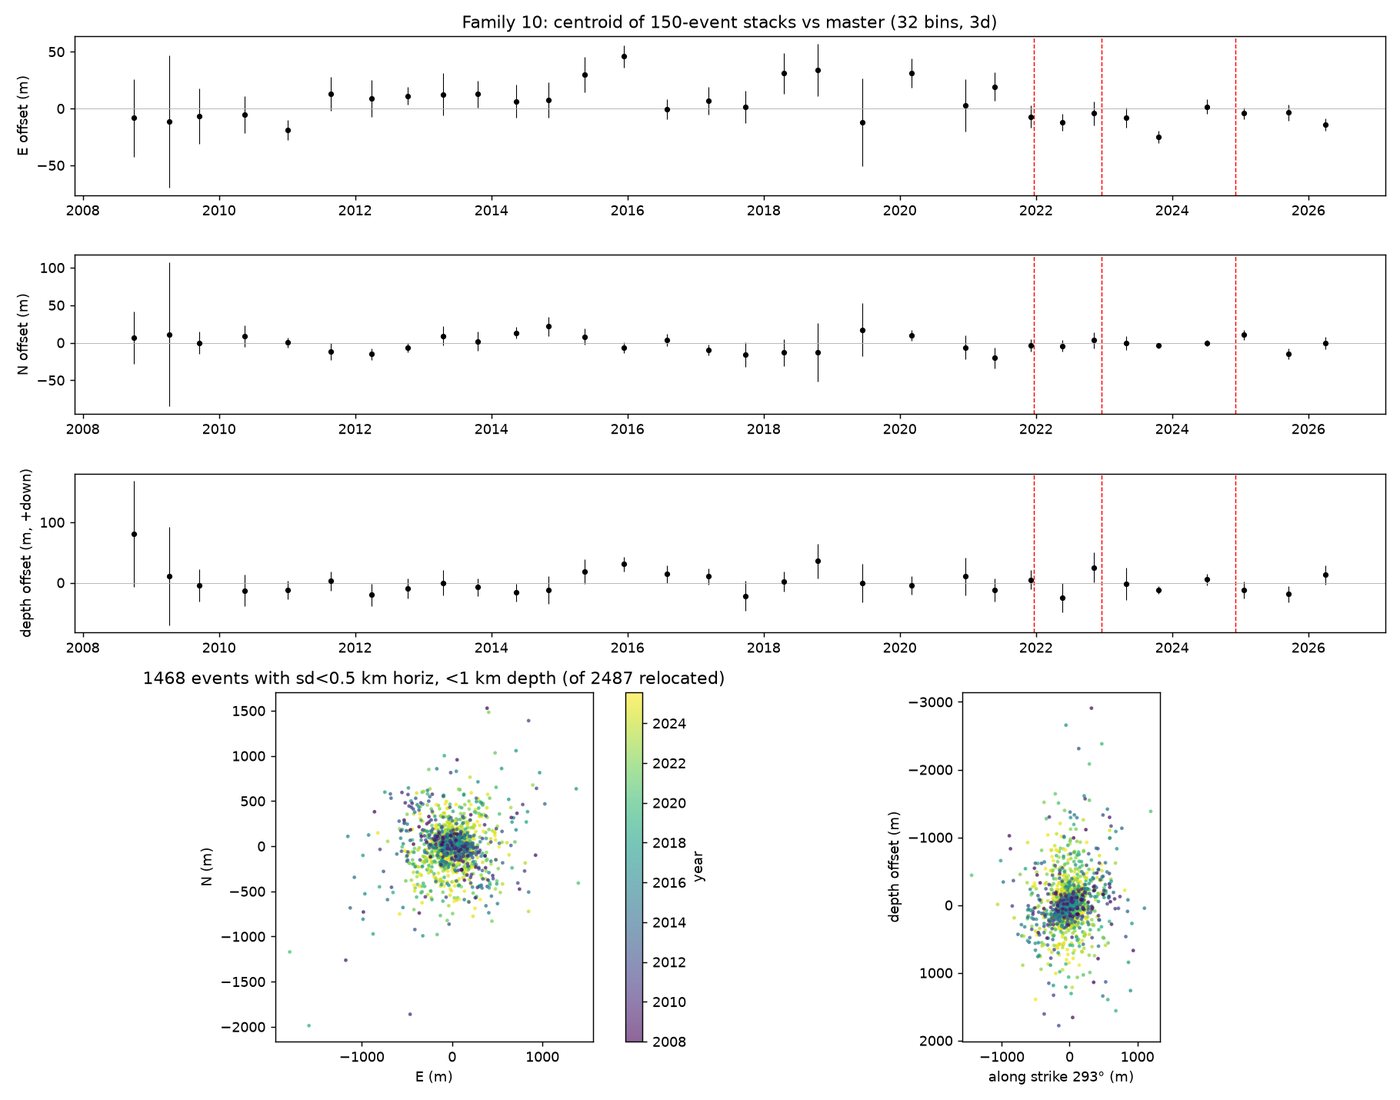 Family 10: centroid of 150-event stacks vs master (32 bins, 3d)
E offset (m)
50
0
−50
2008 2010 2012 2014 2016 2018 2020 2022 2024 2026
N offset (m)
100
50
0
−50
2008 2010 2012 2014 2016 2018 2020 2022 2024 2026
depth offset (m, +down)
100
0
2008 2010 2012 2014 2016 2018 2020 2022 2024 2026
1468 events with sd<0.5 km horiz, <1 km depth (of 2487 relocated)
N (m)
1500
1000
500
0
−500
−1000
−1500
−2000
−1000 0 1000
E (m)
2024
2022
2020
2018
2016
2014
2012
2010
2008
year
depth offset (m)
−3000
−2000
−1000
0
1000
2000
−1000 0 1000
along strike 293° (m)